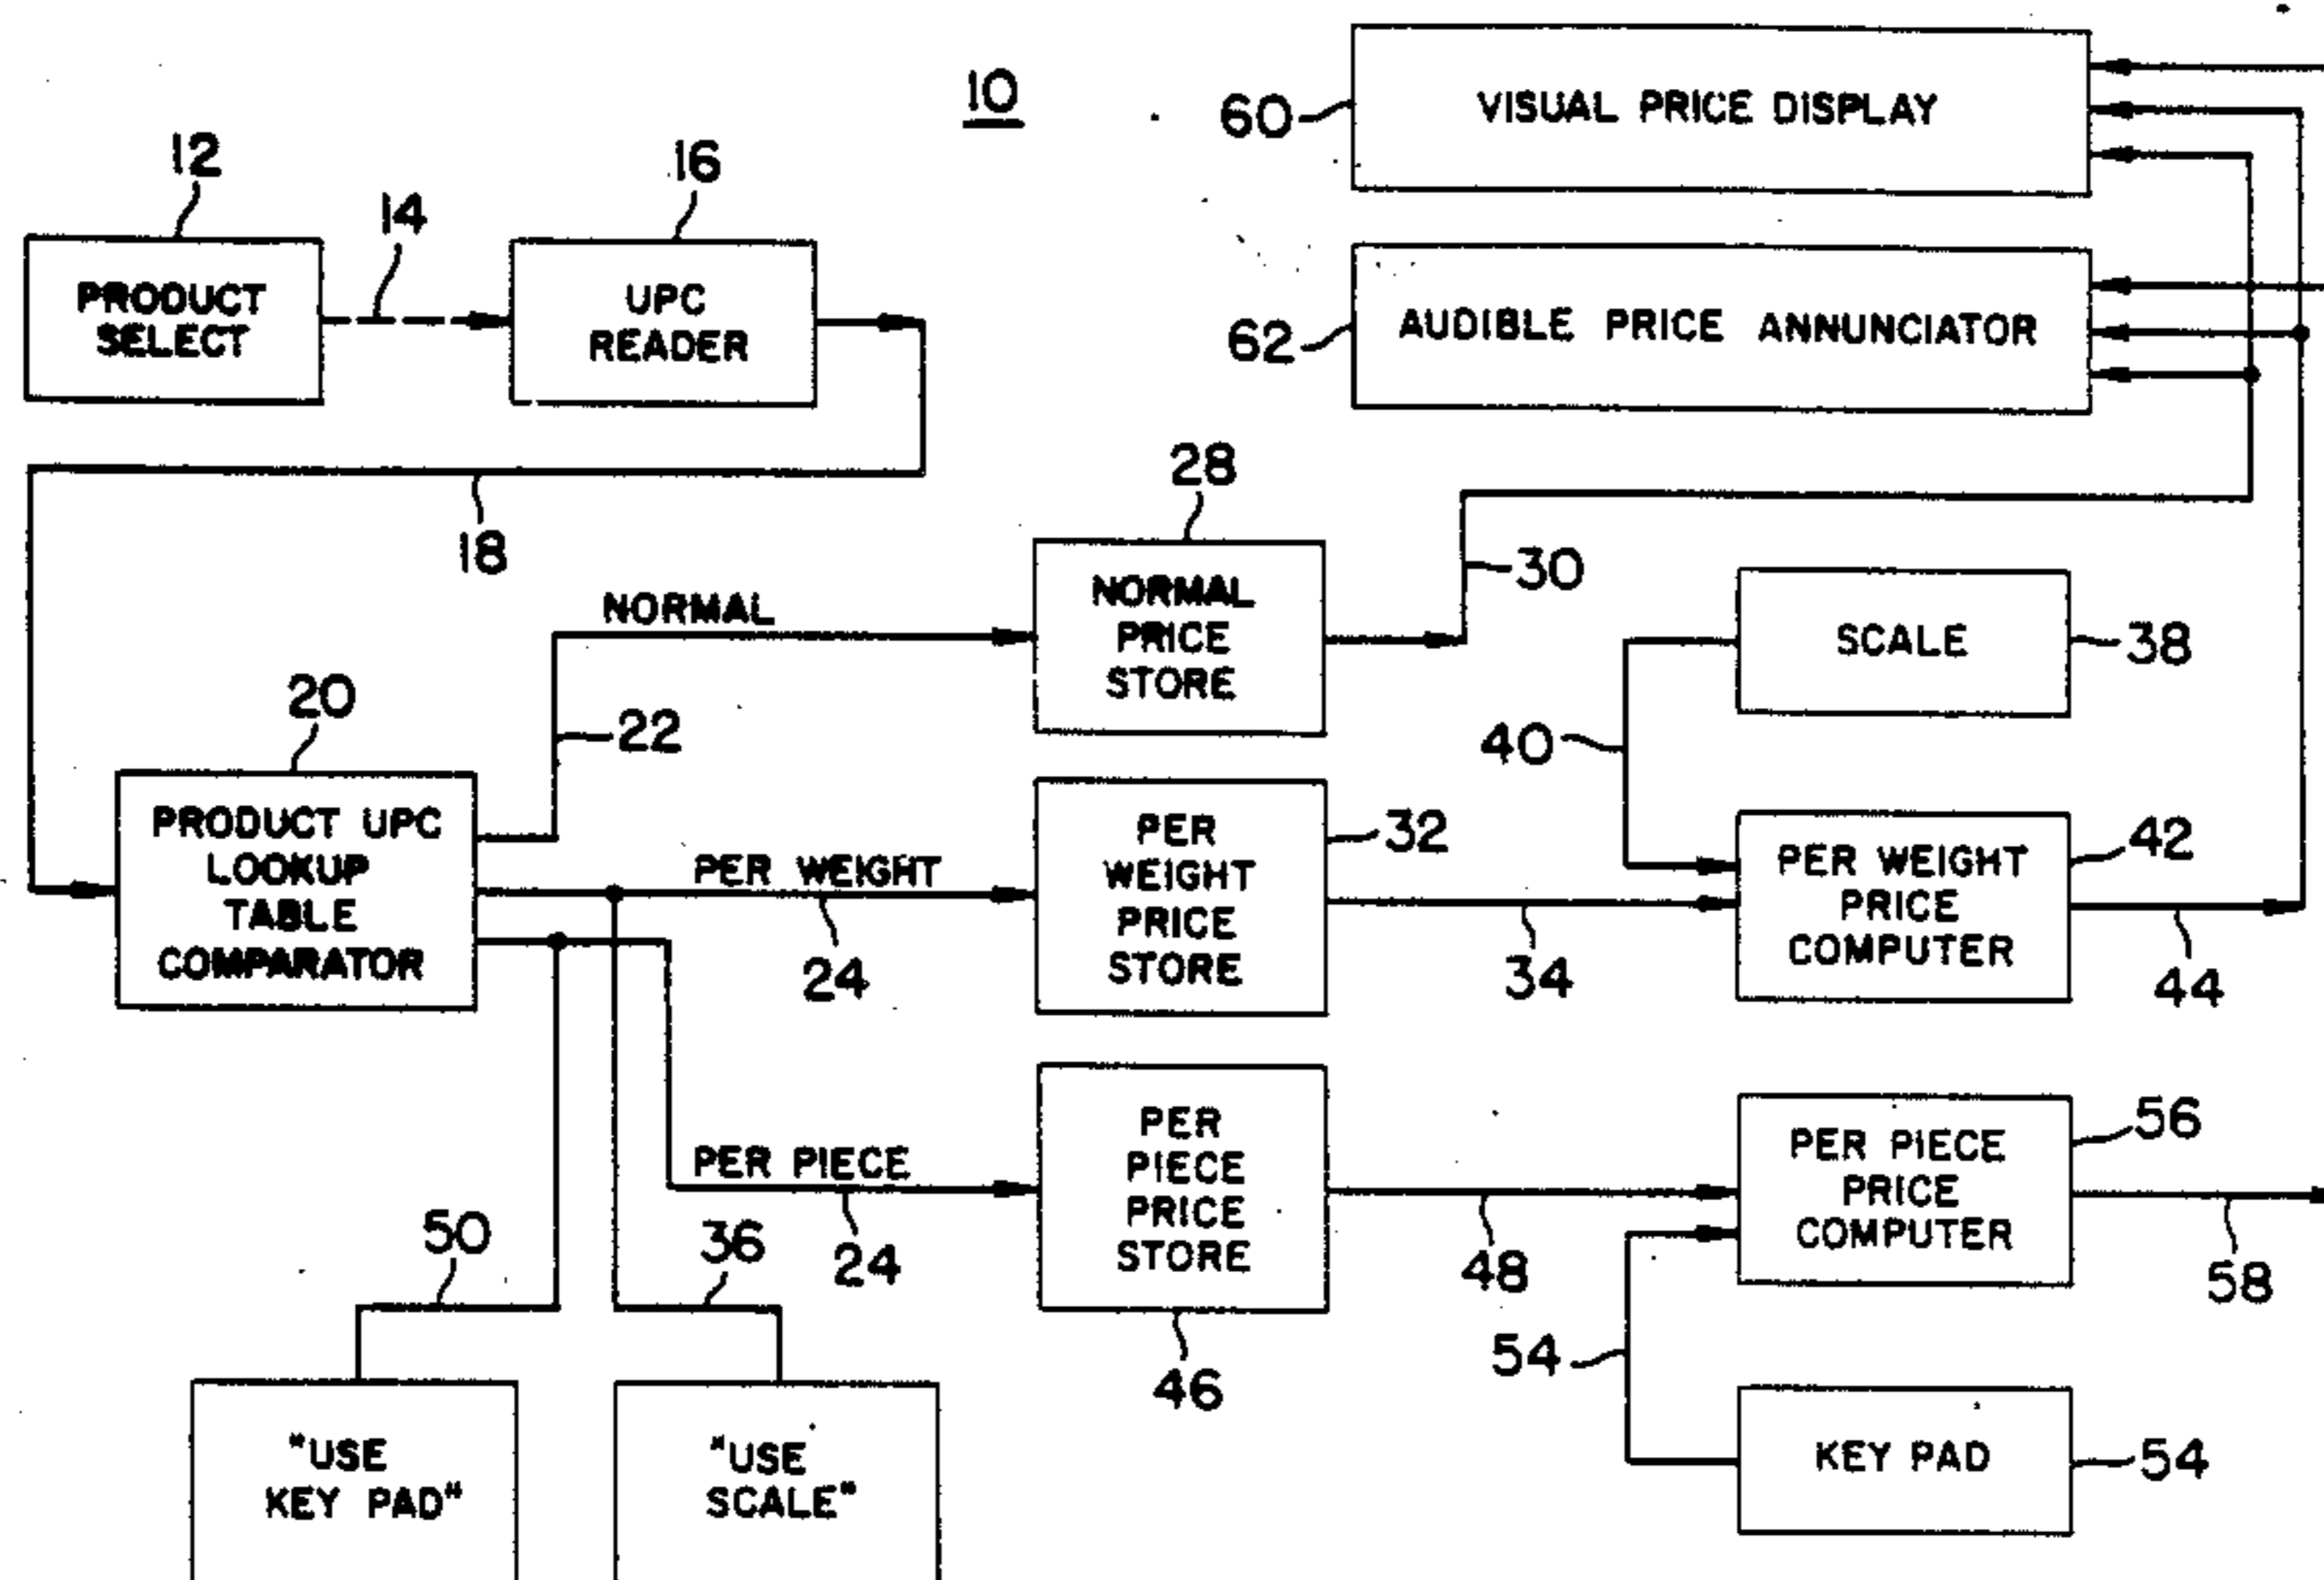 10
60
VISUAL PRICE DISPLAY
12
14
16
PRODUCT
SELECT
UPC
READER
62
AUDIBLE PRICE ANNUNCIATOR
18
28
NORMAL
NORMAL
PRICE
STORE
30
SCALE
38
20
22
40
PRODUCT UPC
LOOKUP
TABLE
COMPARATOR
PER WEIGHT
24
PER
WEIGHT
PRICE
STORE
32
34
PER WEIGHT
PRICE
COMPUTER
42
44
PER PIECE
24
PER
PIECE
PRICE
STORE
46
48
PER PIECE
PRICE
COMPUTER
56
58
50
36
54
KEY PAD
54
"USE
KEY PAD"
"USE
SCALE"